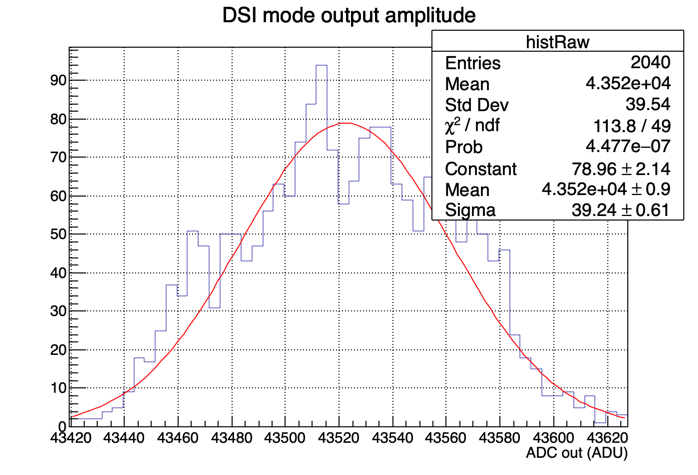 DSI mode output amplitude
histRaw
Entries 2040
Mean 4.352e+04
Std Dev 39.54
χ² / ndf 113.8 / 49
Prob 4.477e−07
Constant 78.96 ± 2.14
Mean 4.352e+04 ± 0.9
Sigma 39.24 ± 0.61
90
80
70
60
50
40
30
20
10
0
43420 43440 43460 43480 43500 43520 43540 43560 43580 43600 43620
ADC out (ADU)